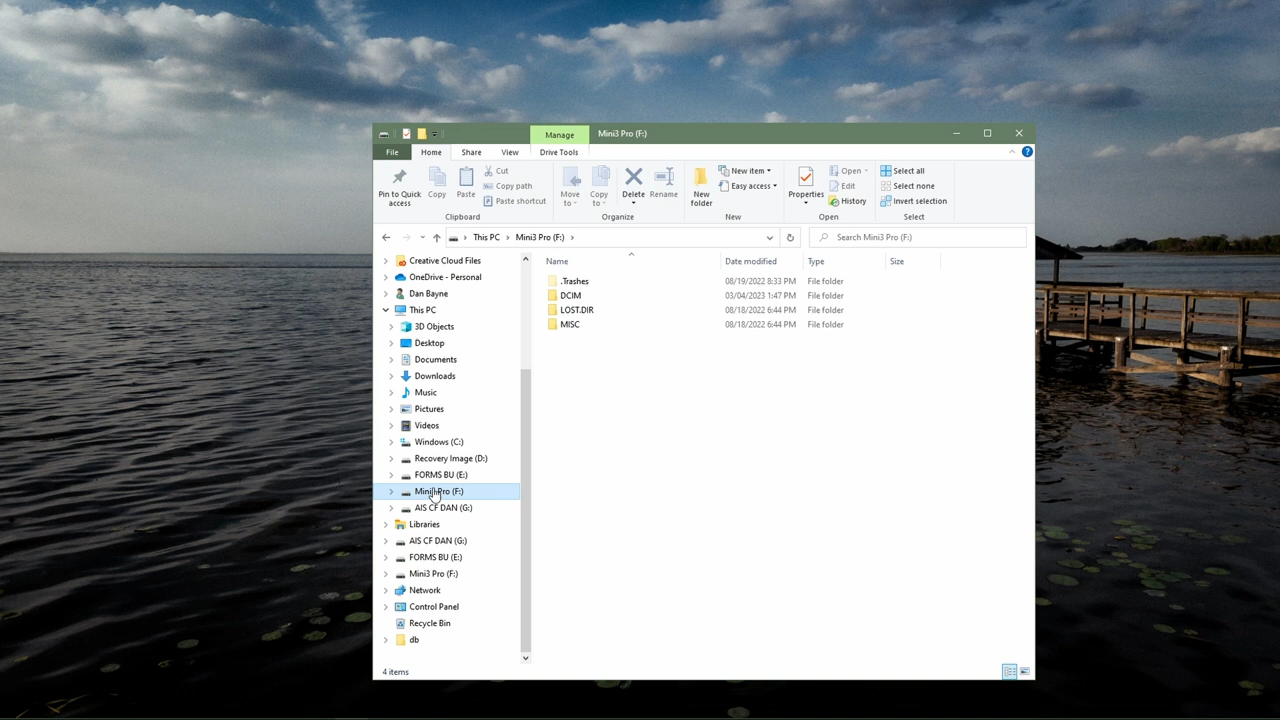 Manage
Mini3 Pro (F:)
File
Home
Share
View
Drive Tools
Pin to Quick
access
Copy
Paste
Cut
Copy path
Paste shortcut
Clipboard
Move
to
Copy
to
Delete
Rename
Organize
New
folder
New item
Easy access
New
Properties
Open
Edit
History
Open
Select all
Select none
Invert selection
Select
This PC
Mini3 Pro (F:)
Search Mini3 Pro (F:)
Creative Cloud Files
OneDrive - Personal
Dan Bayne
This PC
3D Objects
Desktop
Documents
Downloads
Music
Pictures
Videos
Windows (C:)
Recovery Image (D:)
FORMS BU (E:)
Mini3 Pro (F:)
AIS CF DAN (G:)
Libraries
AIS CF DAN (G:)
FORMS BU (E:)
Mini3 Pro (F:)
Network
Control Panel
Recycle Bin
db
Name Date modified Type Size
.Trashes 08/19/2022 8:33 PM File folder
DCIM 03/04/2023 1:47 PM File folder
LOST.DIR 08/18/2022 6:44 PM File folder
MISC 08/18/2022 6:44 PM File folder
4 items